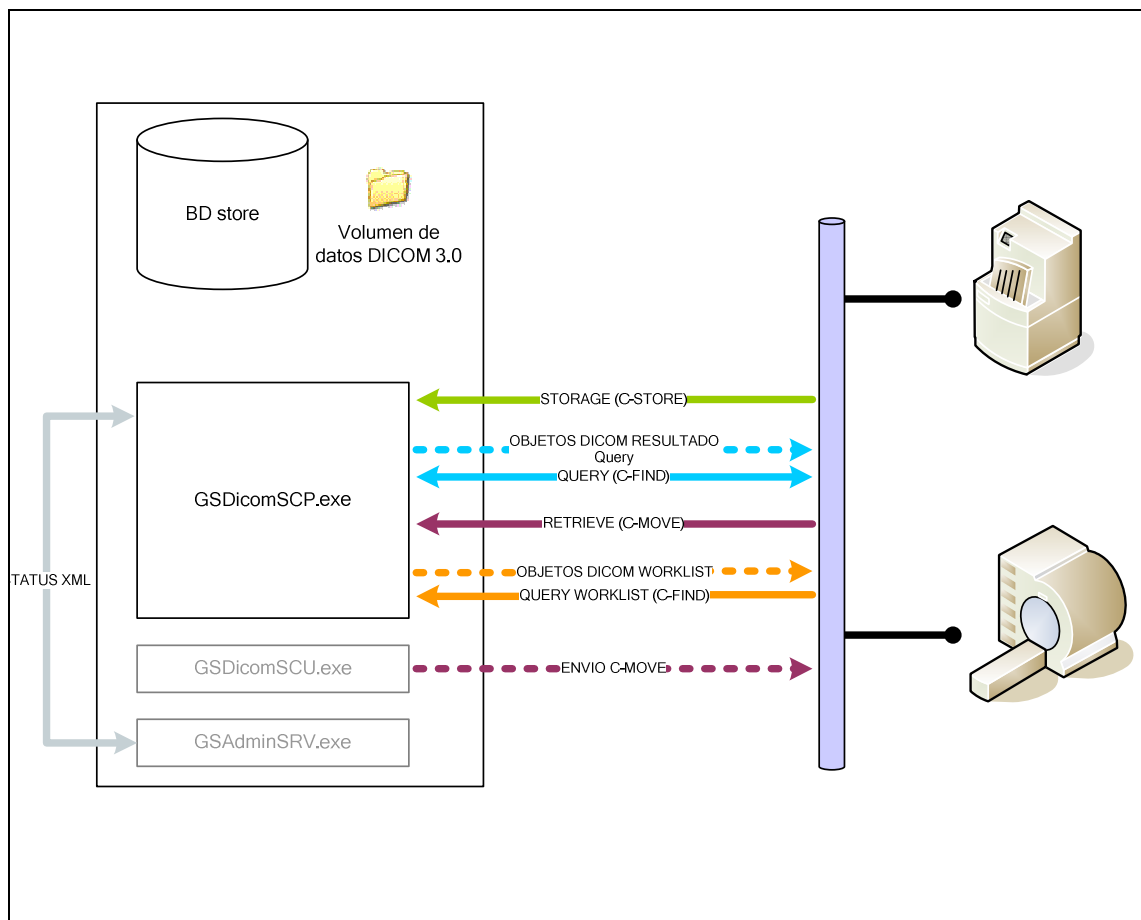 BD store
Volumen de
datos DICOM 3.0
STORAGE (C-STORE)
OBJETOS DICOM RESULTADO
Query
QUERY (C-FIND)
GSDicomSCP.exe
RETRIEVE (C-MOVE)
TATUS XML
OBJETOS DICOM WORKLIST
QUERY WORKLIST (C-FIND)
GSDicomSCU.exe
ENVIO C-MOVE
GSAdminSRV.exe